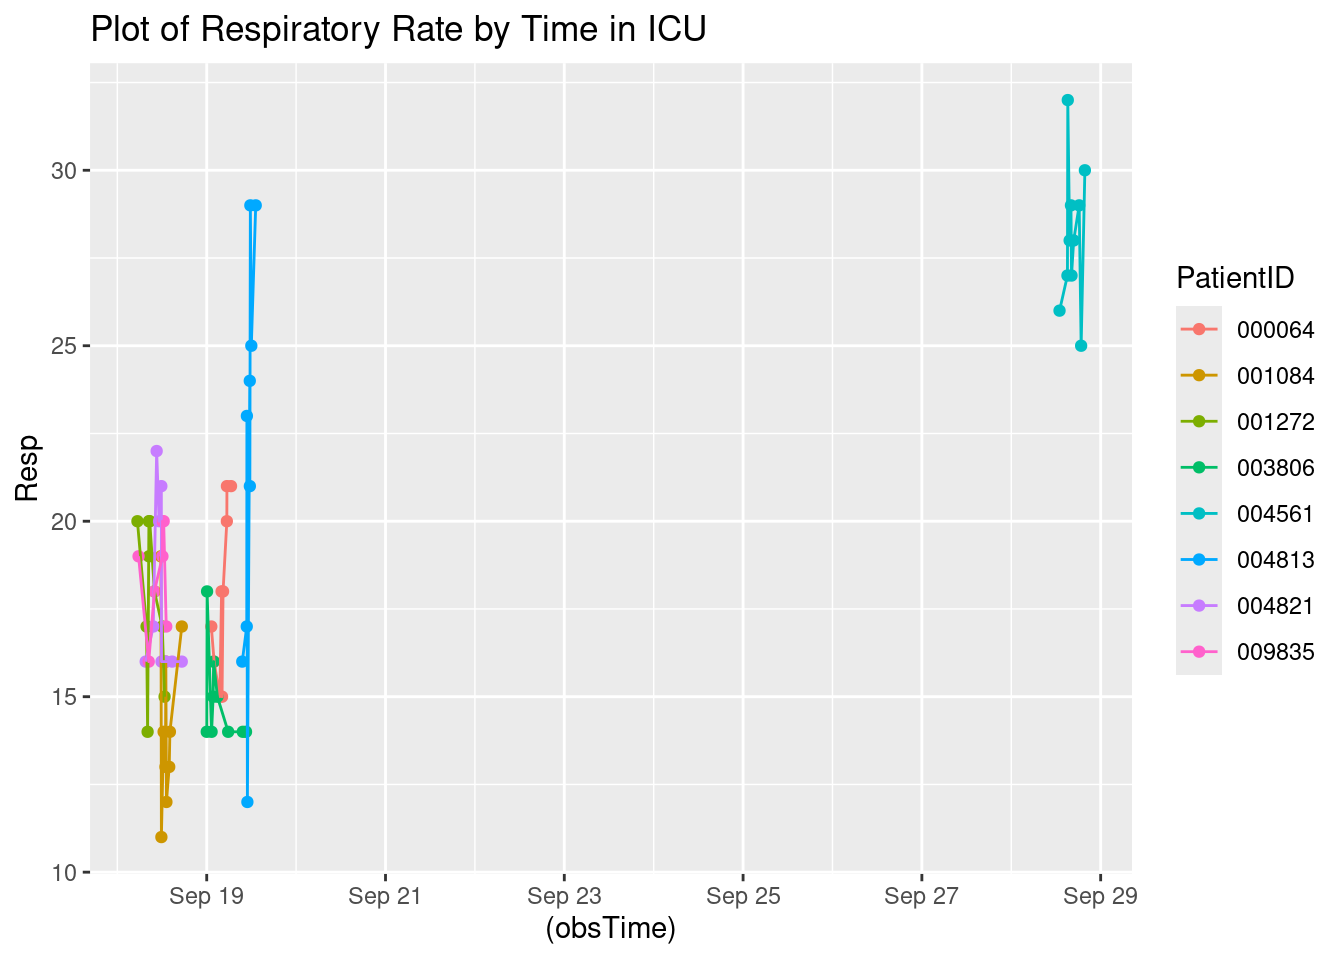 Plot of Respiratory Rate by Time in ICU
Resp
30
25
20
15
10
Sep 19 Sep 21 Sep 23 Sep 25 Sep 27 Sep 29
(obsTime)
PatientID
000064
001084
001272
003806
004561
004813
004821
009835